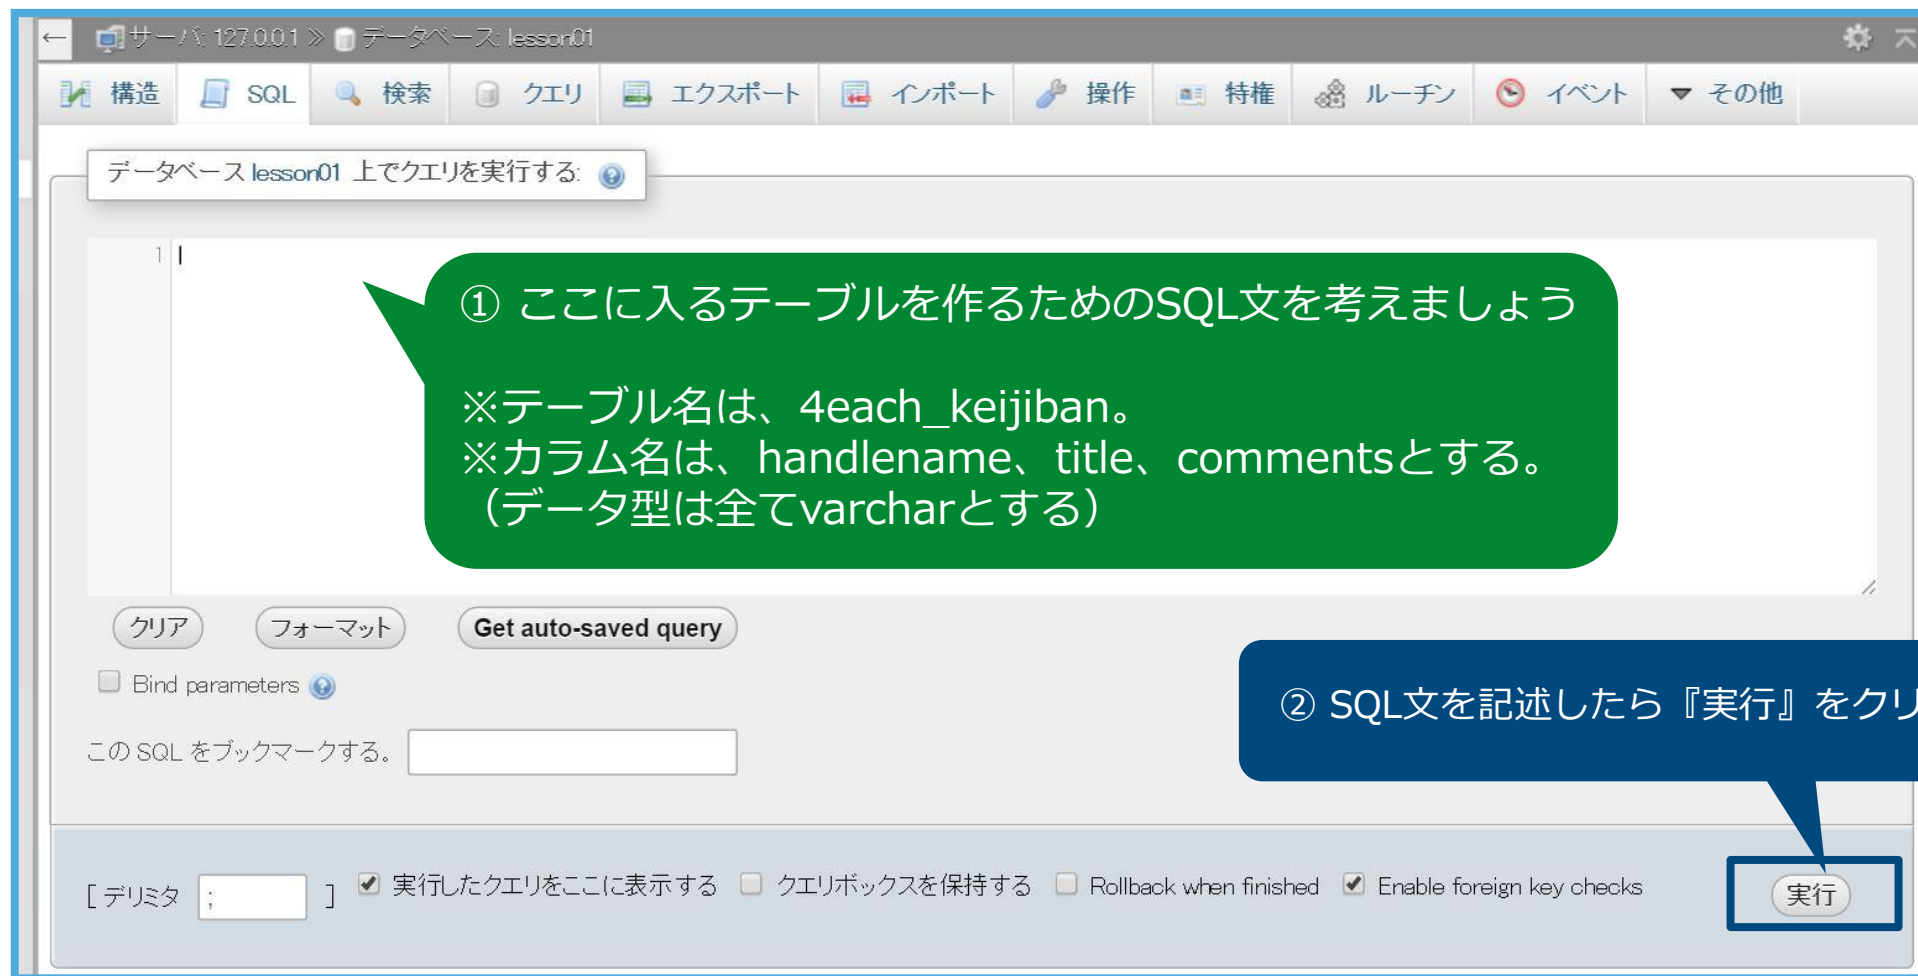 ← サーバ: 127.0.0.1 » データベース: lesson01
構造 SQL 検索 クエリ エクスポート インポート 操作 特権 ルーチン イベント ▼ その他
データベース lesson01 上でクエリを実行する:
1
① ここに入るテーブルを作るためのSQL文を考えましょう
※テーブル名は、4each_keijiban。
※カラム名は、handlename、title、commentsとする。
（データ型は全てvarcharとする）
クリア フォーマット Get auto-saved query
Bind parameters
② SQL文を記述したら『実行』をクリ
この SQL をブックマークする。
[ デリミタ ; ] 実行したクエリをここに表示する クエリボックスを保持する Rollback when finished Enable foreign key checks 実行